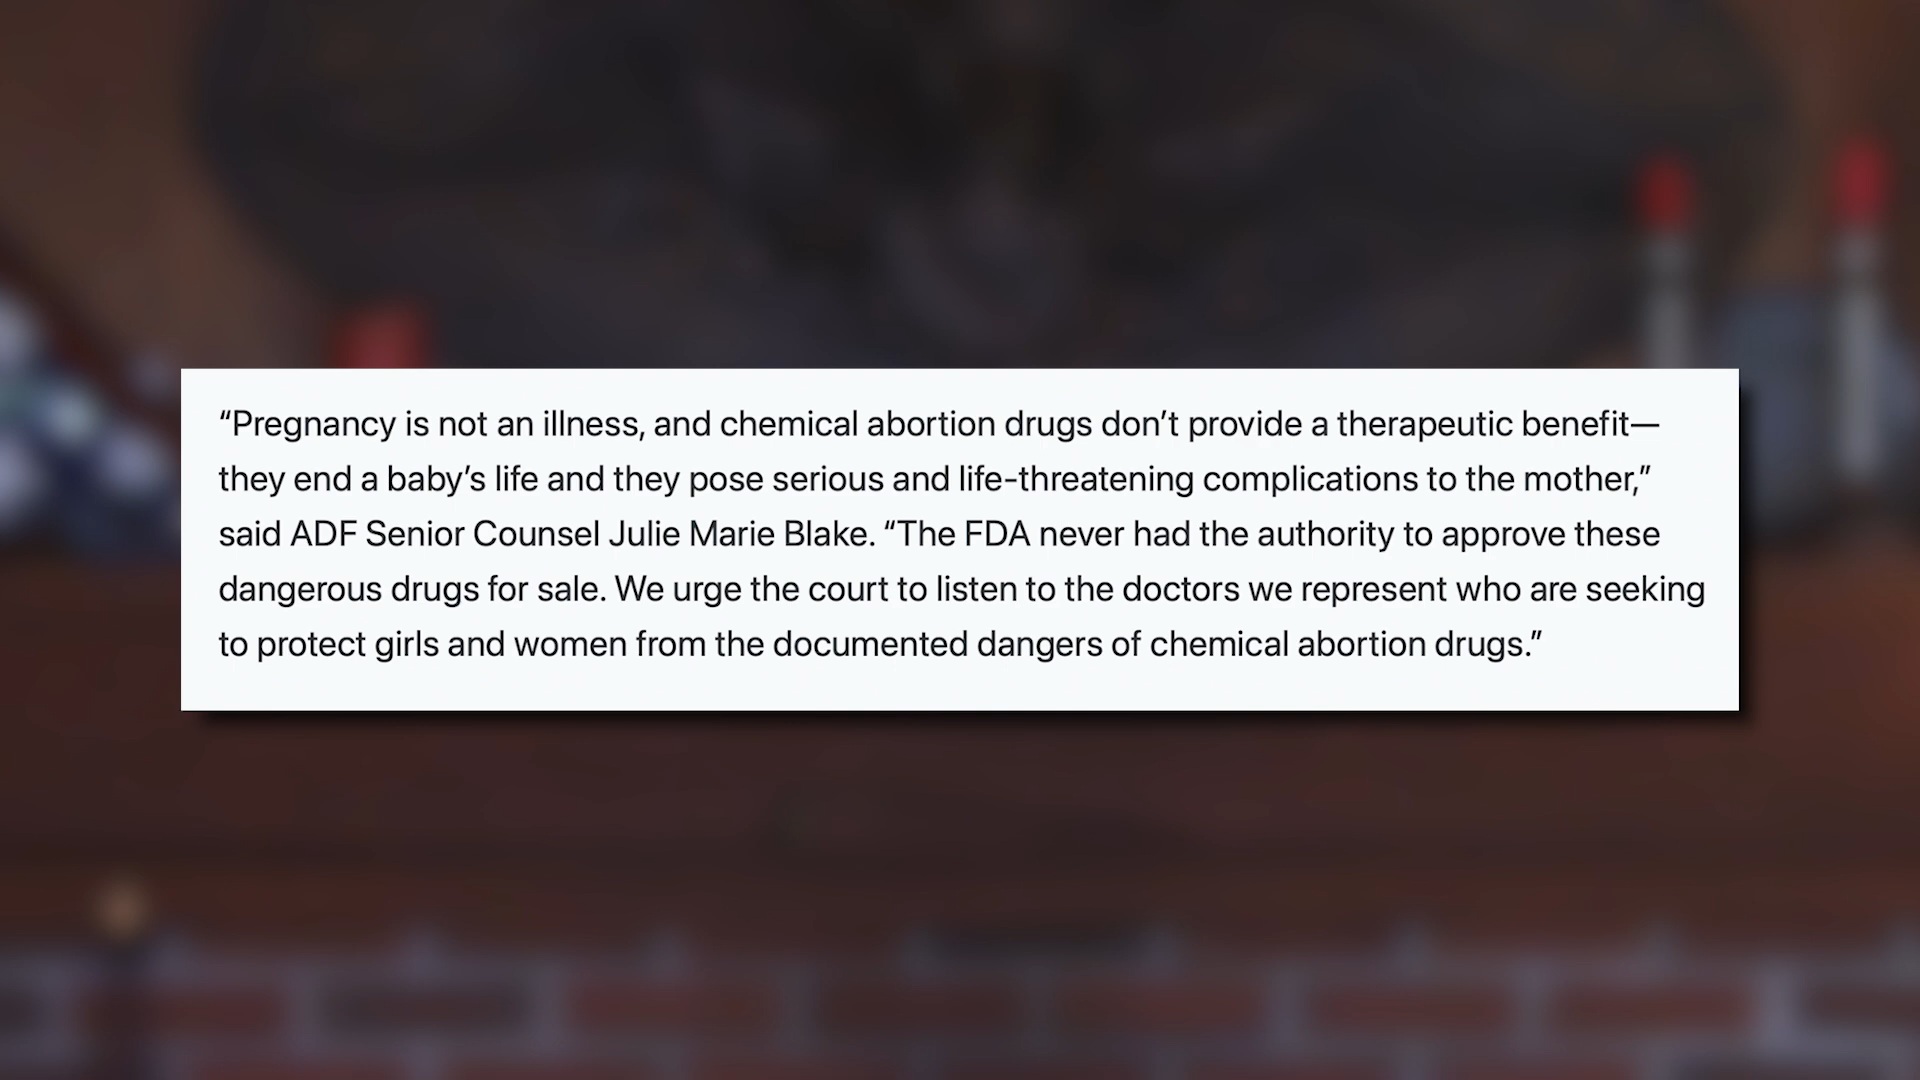 “Pregnancy is not an illness, and chemical abortion drugs don’t provide a therapeutic benefit—
they end a baby’s life and they pose serious and life-threatening complications to the mother,”
said ADF Senior Counsel Julie Marie Blake. “The FDA never had the authority to approve these
dangerous drugs for sale. We urge the court to listen to the doctors we represent who are seeking
to protect girls and women from the documented dangers of chemical abortion drugs.”